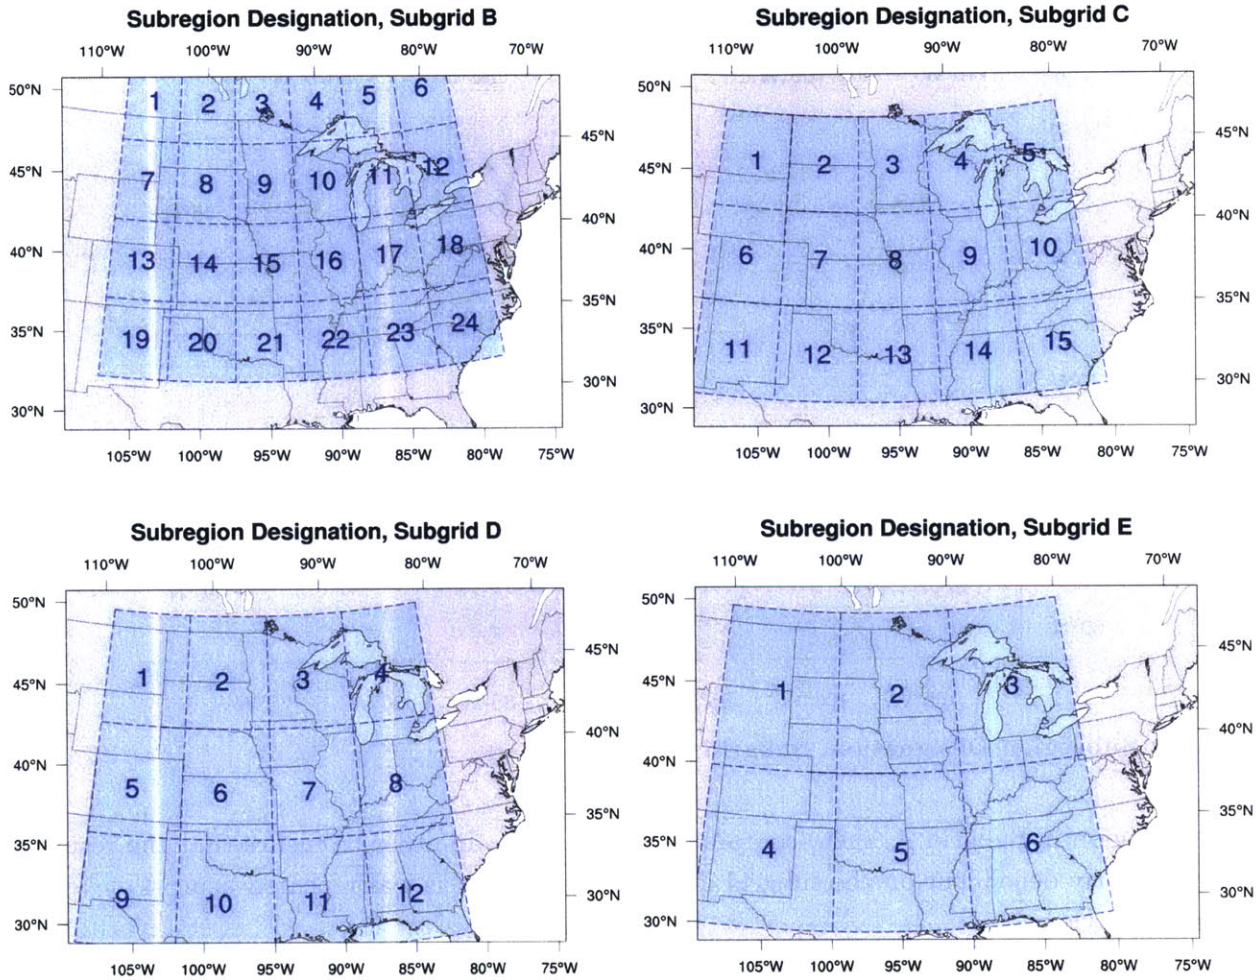 Subregion Designation, Subgrid B
110°W 100°W 90°W 80°W 70°W
50°N 45°N 40°N 35°N 30°N
1 2 3 4 5 6
7 8 9 10 11 12
13 14 15 16 17 18
19 20 21 22 23 24
45°N 40°N 35°N 30°N
105°W 100°W 95°W 90°W 85°W 80°W 75°W
Subregion Designation, Subgrid C
110°W 100°W 90°W 80°W 70°W
50°N 45°N 40°N 35°N 30°N
1 2 3 4 5
6 7 8 9 10
11 12 13 14 15
45°N 40°N 35°N 30°N
105°W 100°W 95°W 90°W 85°W 80°W 75°W
Subregion Designation, Subgrid D
110°W 100°W 90°W 80°W 70°W
50°N 45°N 40°N 35°N 30°N
1 2 3 4
5 6 7 8
9 10 11 12
45°N 40°N 35°N 30°N
105°W 100°W 95°W 90°W 85°W 80°W 75°W
Subregion Designation, Subgrid E
110°W 100°W 90°W 80°W 70°W
50°N 45°N 40°N 35°N 30°N
1 2 3
4 5 6
45°N 40°N 35°N 30°N
105°W 100°W 95°W 90°W 85°W 80°W 75°W